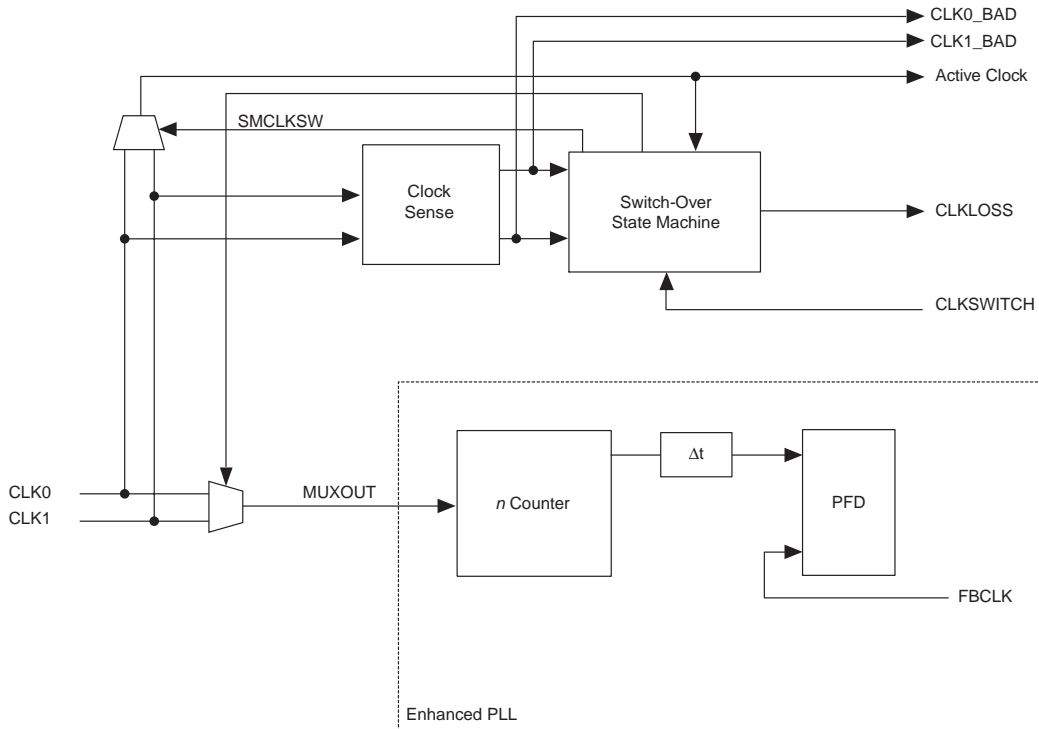 CLK0_BAD
CLK1_BAD
Active Clock
SMCLKSW
Clock
Sense
Switch-Over
State Machine
CLKLOSS
CLKSWITCH
Δt
CLK0
MUXOUT
n Counter
PFD
CLK1
FBCLK
Enhanced PLL